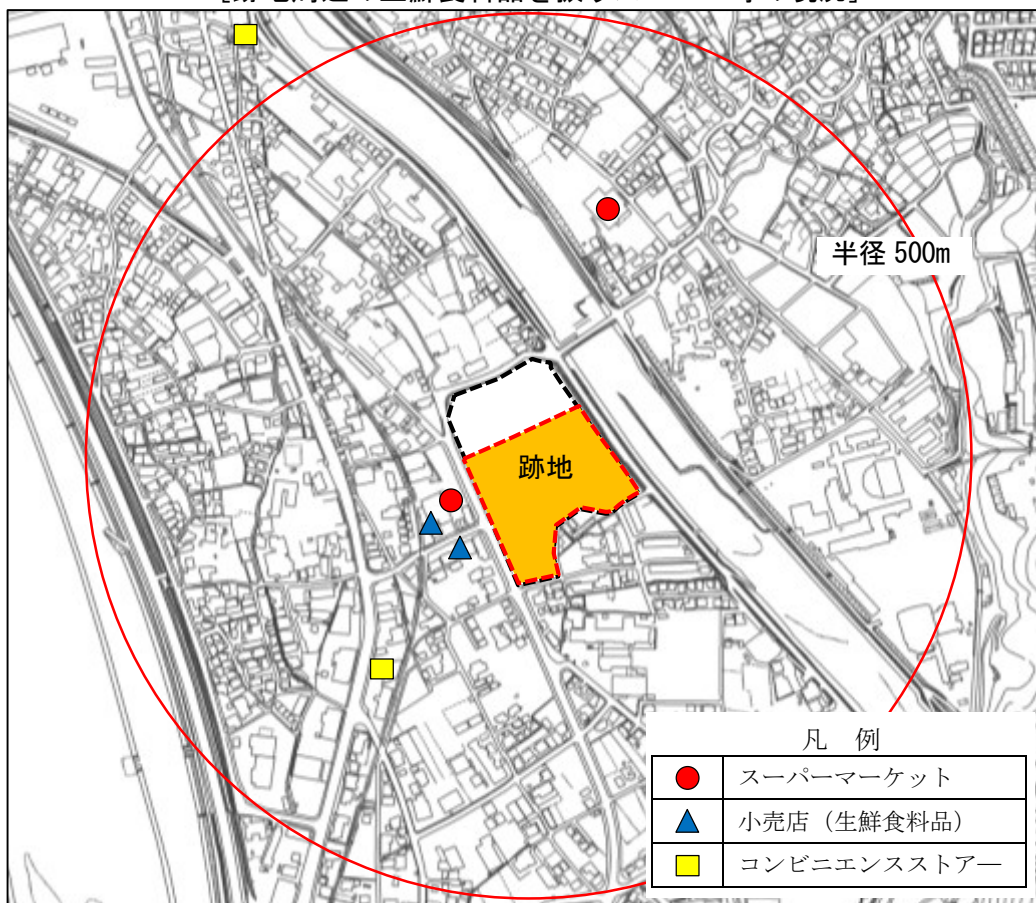 半径 500m
跡地
凡 例
スーパーマーケット
小売店（生鮮食料品）
コンビニエンスストアー